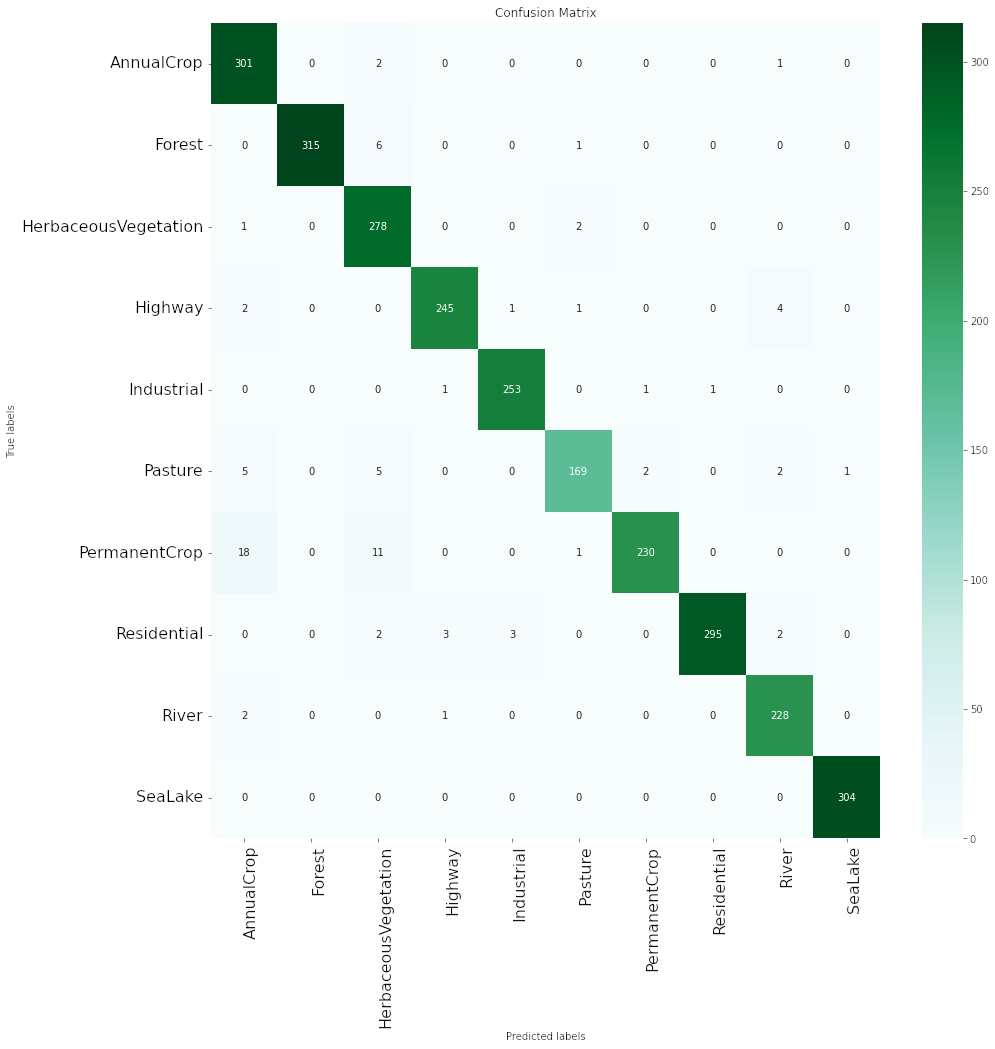 Confusion Matrix
AnnualCrop 301 0 2 0 0 0 0 0 1 0
Forest 0 315 6 0 0 1 0 0 0 0
HerbaceousVegetation 1 0 278 0 0 2 0 0 0 0
Highway 2 0 0 245 1 1 0 0 4 0
Industrial 0 0 0 1 253 0 1 1 0 0
Pasture 5 0 5 0 0 169 2 0 2 1
PermanentCrop 18 0 11 0 0 1 230 0 0 0
Residential 0 0 2 3 3 0 0 295 2 0
River 2 0 0 1 0 0 0 0 228 0
SeaLake 0 0 0 0 0 0 0 0 0 304
True labels
AnnualCrop
Forest
HerbaceousVegetation
Highway
Industrial
Pasture
PermanentCrop
Residential
River
SeaLake
Predicted labels
300
250
200
150
100
50
0